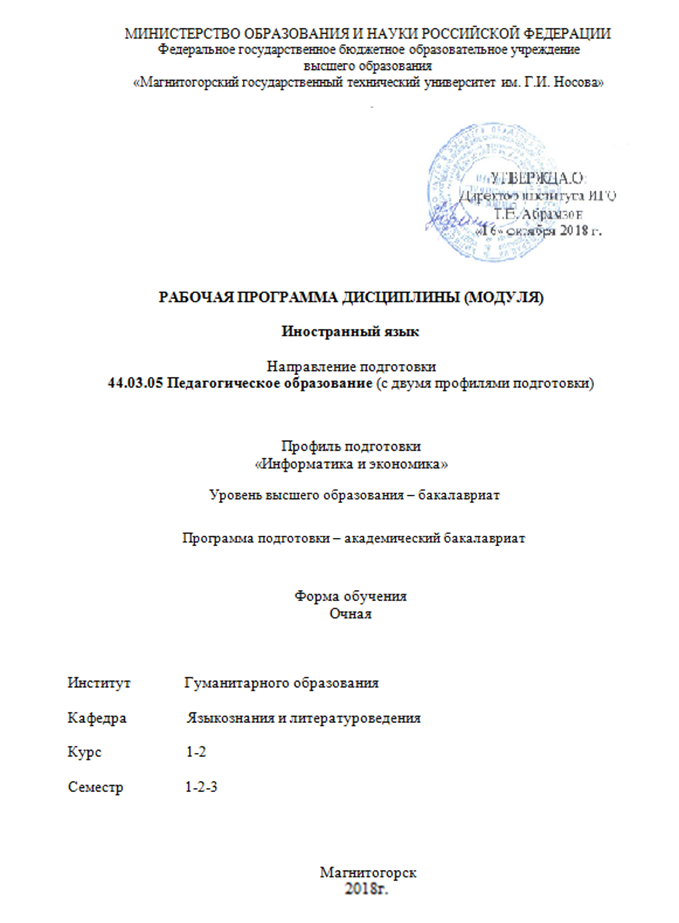 МИНИСТЕРСТВО ОБРАЗОВАНИЯ И НАУКИ РОССИЙСКОЙ ФЕДЕРАЦИИ
Федеральное государственное бюджетное образовательное учреждение
высшего образования
«Магнитогорский государственный технический университет им. Г.И. Носова»
УТВЕРЖДАЮ:
Директор института ИГО
Т.Е. Абрамзон
«16» октября 2018 г.
РАБОЧАЯ ПРОГРАММА ДИСЦИПЛИНЫ (МОДУЛЯ)
Иностранный язык
Направление подготовки
44.03.05 Педагогическое образование (с двумя профилями подготовки)
Профиль подготовки
«Информатика и экономика»
Уровень высшего образования – бакалавриат
Программа подготовки – академический бакалавриат
Форма обучения
Очная
Институт Гуманитарного образования
Кафедра Языкознания и литературоведения
Курс 1-2
Семестр 1-2-3
Магнитогорск
2018г.